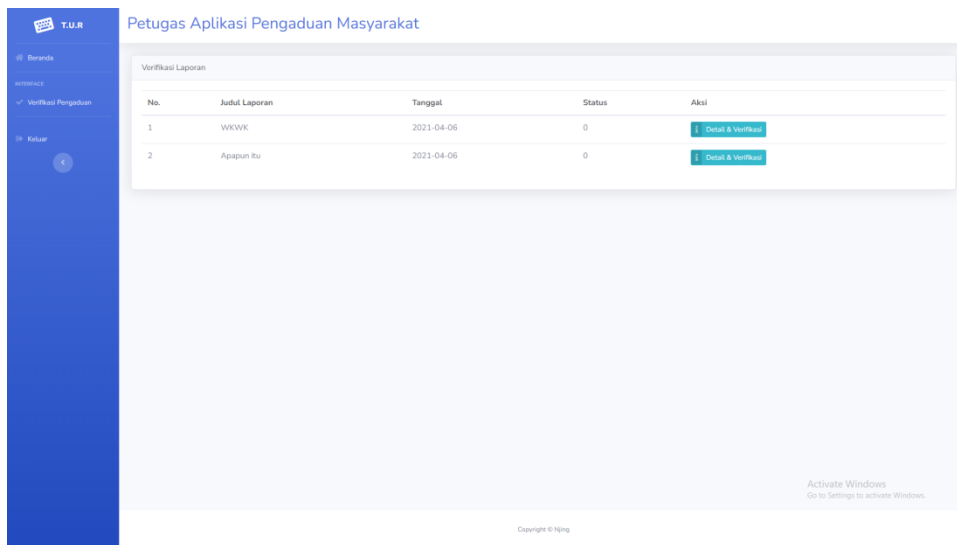 T.U.R
Petugas Aplikasi Pengaduan Masyarakat
Beranda
INTERFACE
Verifikasi Pengaduan
Keluar
Verifikasi Laporan
No. Judul Laporan Tanggal Status Aksi
1 WKWK 2021-04-06 0 Detail & Verifikasi
2 Apapun itu 2021-04-06 0 Detail & Verifikasi
Activate Windows
Go to Settings to activate Windows.
Copyright © Njing